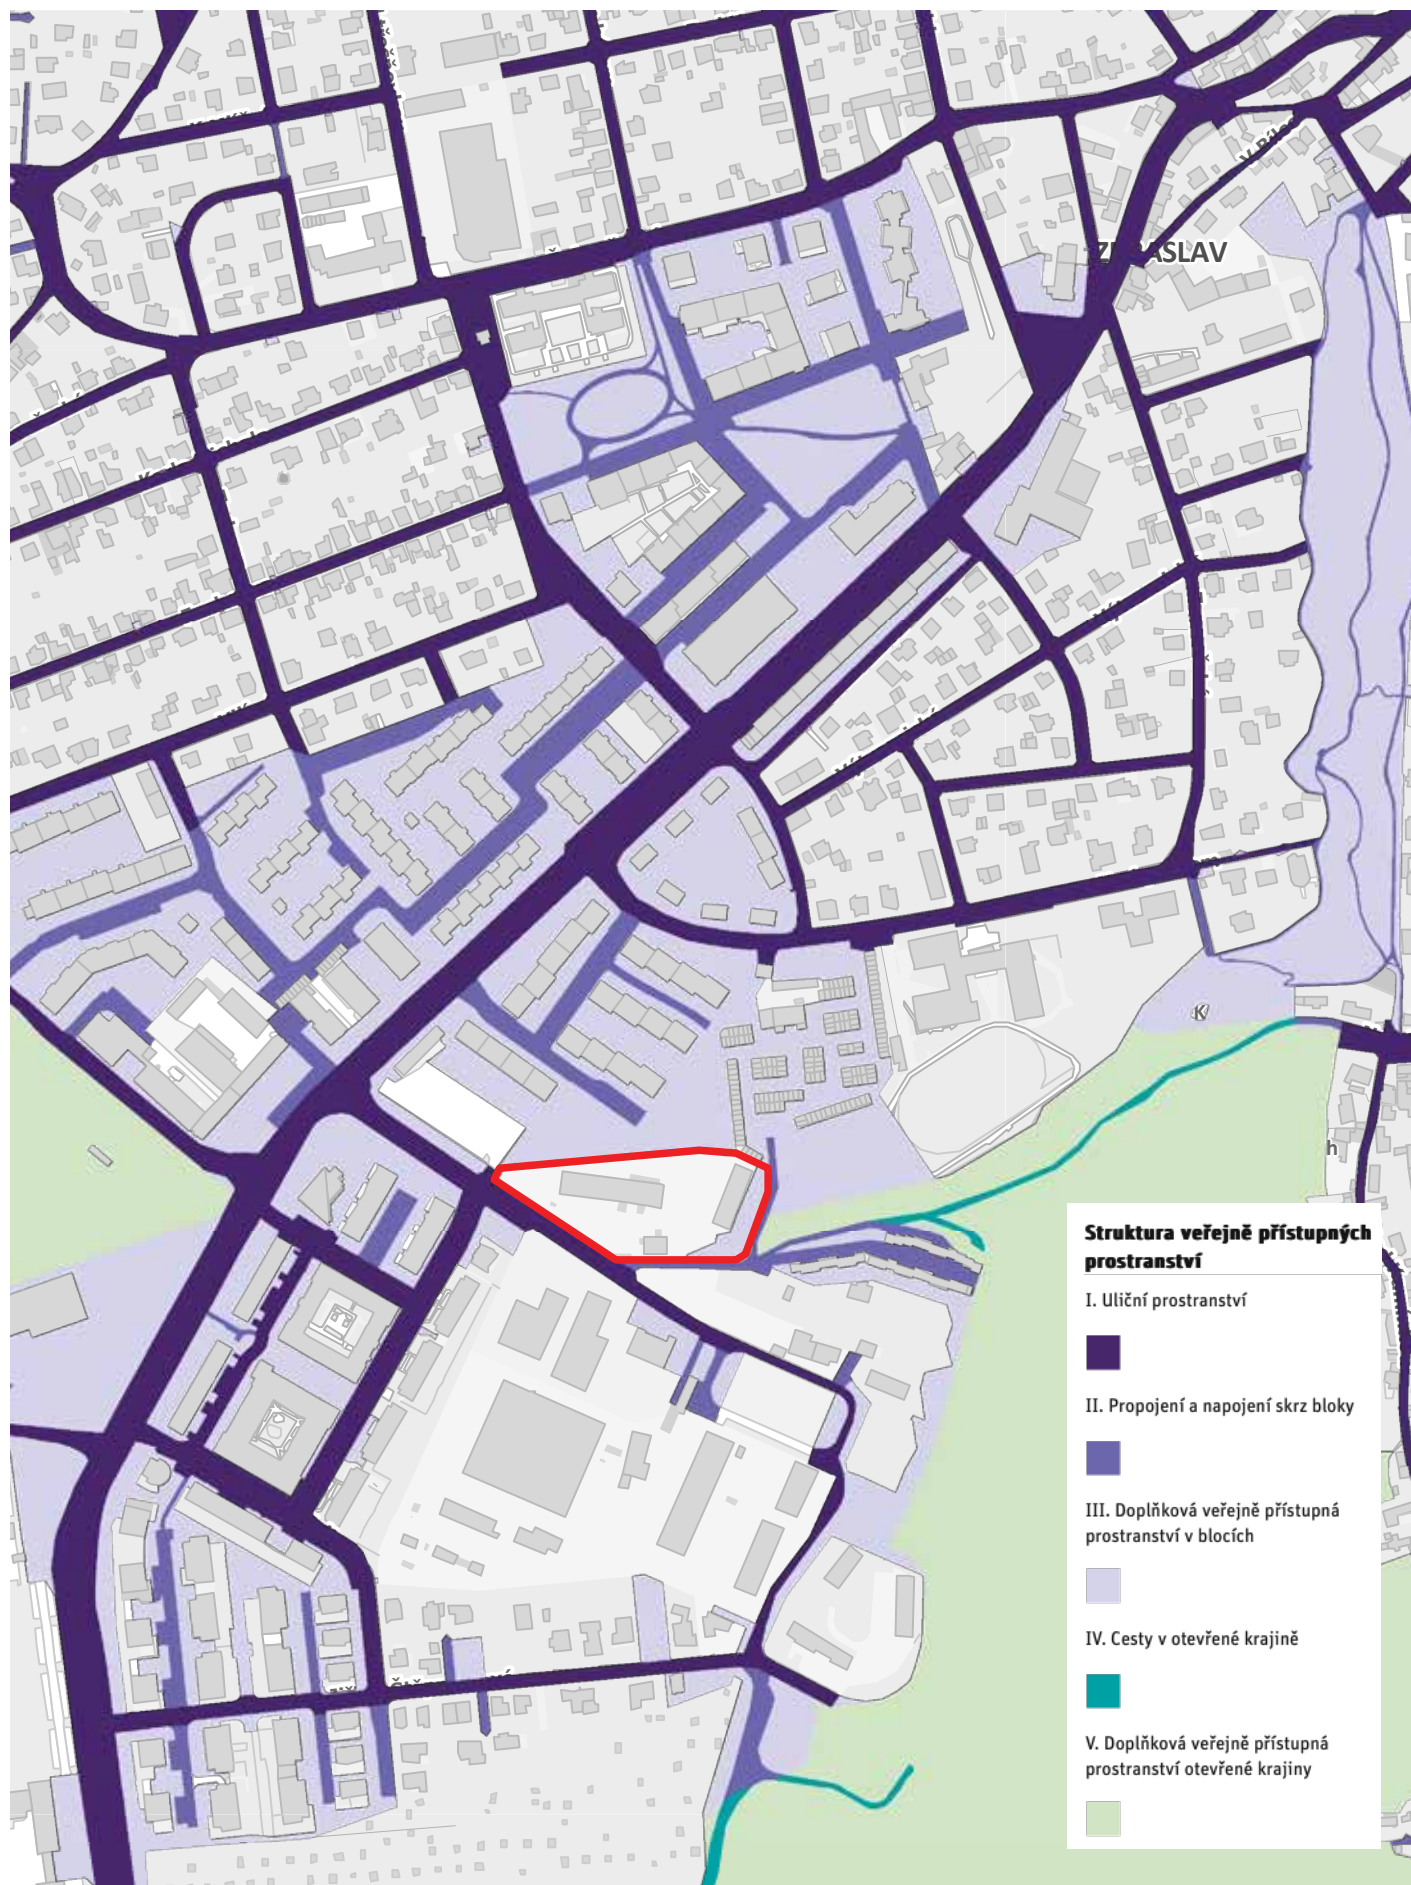 ZBRASLAV
K
h
Struktura veřejně přístupných
prostranství
I. Uliční prostranství
II. Propojení a napojení skrz bloky
III. Doplňková veřejně přístupná
prostranství v blocích
IV. Cesty v otevřené krajině
V. Doplňková veřejně přístupná
prostranství otevřené krajiny